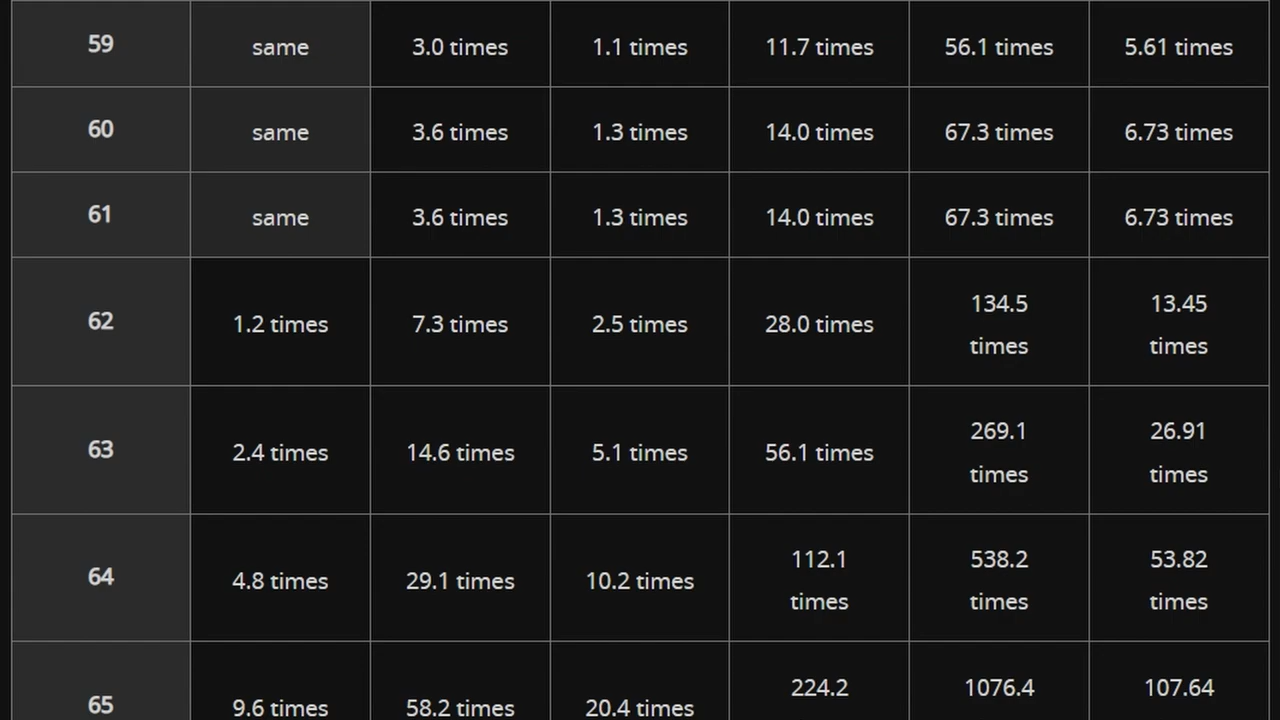 59 same 3.0 times 1.1 times 11.7 times 56.1 times 5.61 times
60 same 3.6 times 1.3 times 14.0 times 67.3 times 6.73 times
61 same 3.6 times 1.3 times 14.0 times 67.3 times 6.73 times
62 1.2 times 7.3 times 2.5 times 28.0 times 134.5 times 13.45 times
63 2.4 times 14.6 times 5.1 times 56.1 times 269.1 times 26.91 times
64 4.8 times 29.1 times 10.2 times 112.1 times 538.2 times 53.82 times
65 9.6 times 58.2 times 20.4 times 224.2 1076.4 107.64